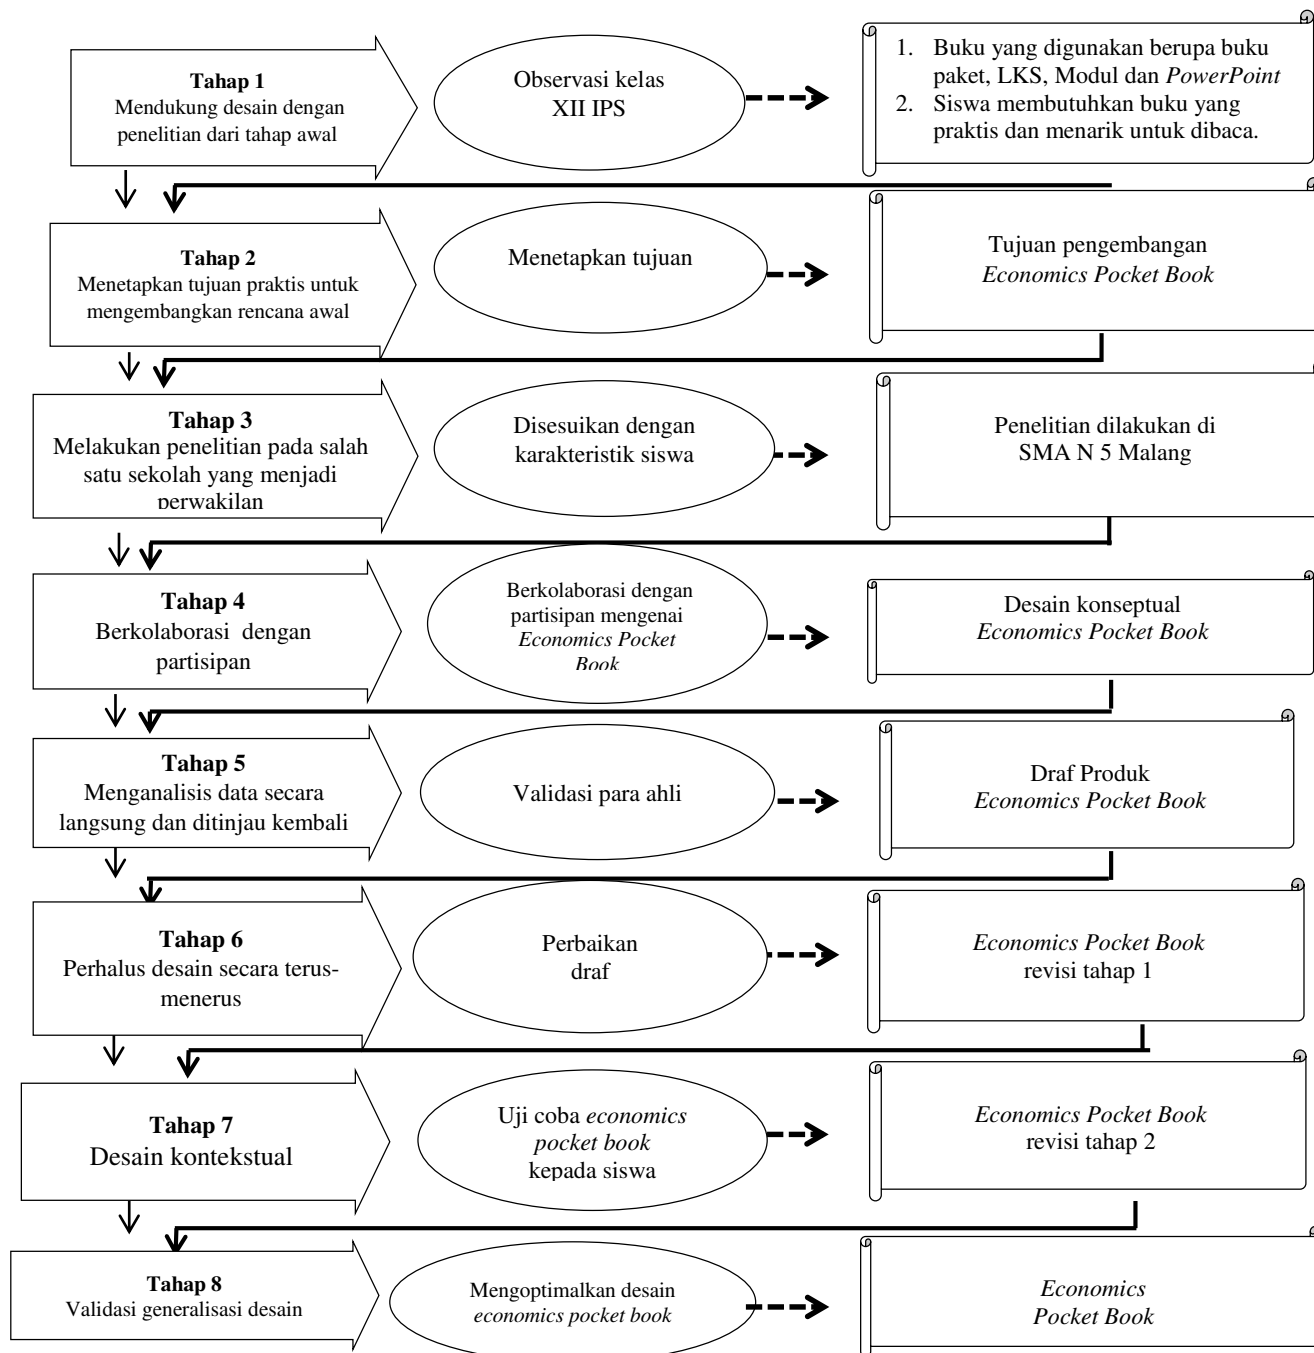 Tahap 1
Mendukung desain dengan
penelitian dari tahap awal
Observasi kelas
XII IPS
1. Buku yang digunakan berupa buku
paket, LKS, Modul dan PowerPoint
2. Siswa membutuhkan buku yang
praktis dan menarik untuk dibaca.
Tahap 2
Menetapkan tujuan praktis untuk
mengembangkan rencana awal
Menetapkan tujuan
Tujuan pengembangan
Economics Pocket Book
Tahap 3
Melakukan penelitian pada salah
satu sekolah yang menjadi
perwakilan
Disesuikan dengan
karakteristik siswa
Penelitian dilakukan di
SMA N 5 Malang
Tahap 4
Berkolaborasi dengan
partisipan
Berkolaborasi dengan
partisipan mengenai
Economics Pocket
Book
Desain konseptual
Economics Pocket Book
Tahap 5
Menganalisis data secara
langsung dan ditinjau kembali
Validasi para ahli
Draf Produk
Economics Pocket Book
Tahap 6
Perhalus desain secara terus-
menerus
Perbaikan
draf
Economics Pocket Book
revisi tahap 1
Tahap 7
Desain kontekstual
Uji coba economics
pocket book
kepada siswa
Economics Pocket Book
revisi tahap 2
Tahap 8
Validasi generalisasi desain
Mengoptimalkan desain
economics pocket book
Economics
Pocket Book